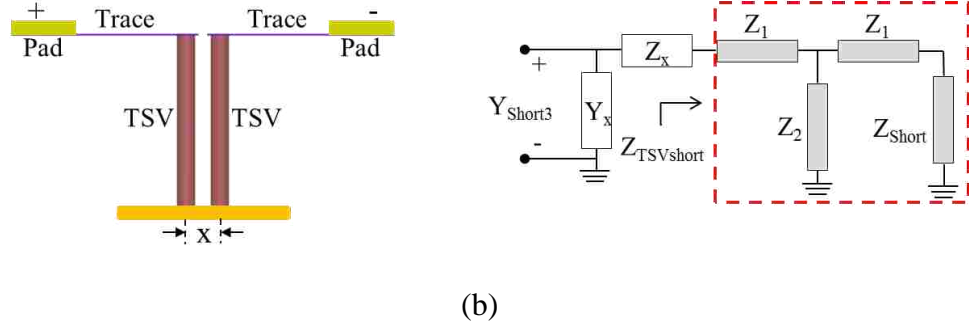 + Trace Trace -
Pad Pad
TSV TSV
x
Z1 Z1
Zx
+
YShort3 Yx
ZTSVshort Z2 ZShort
-
(b)